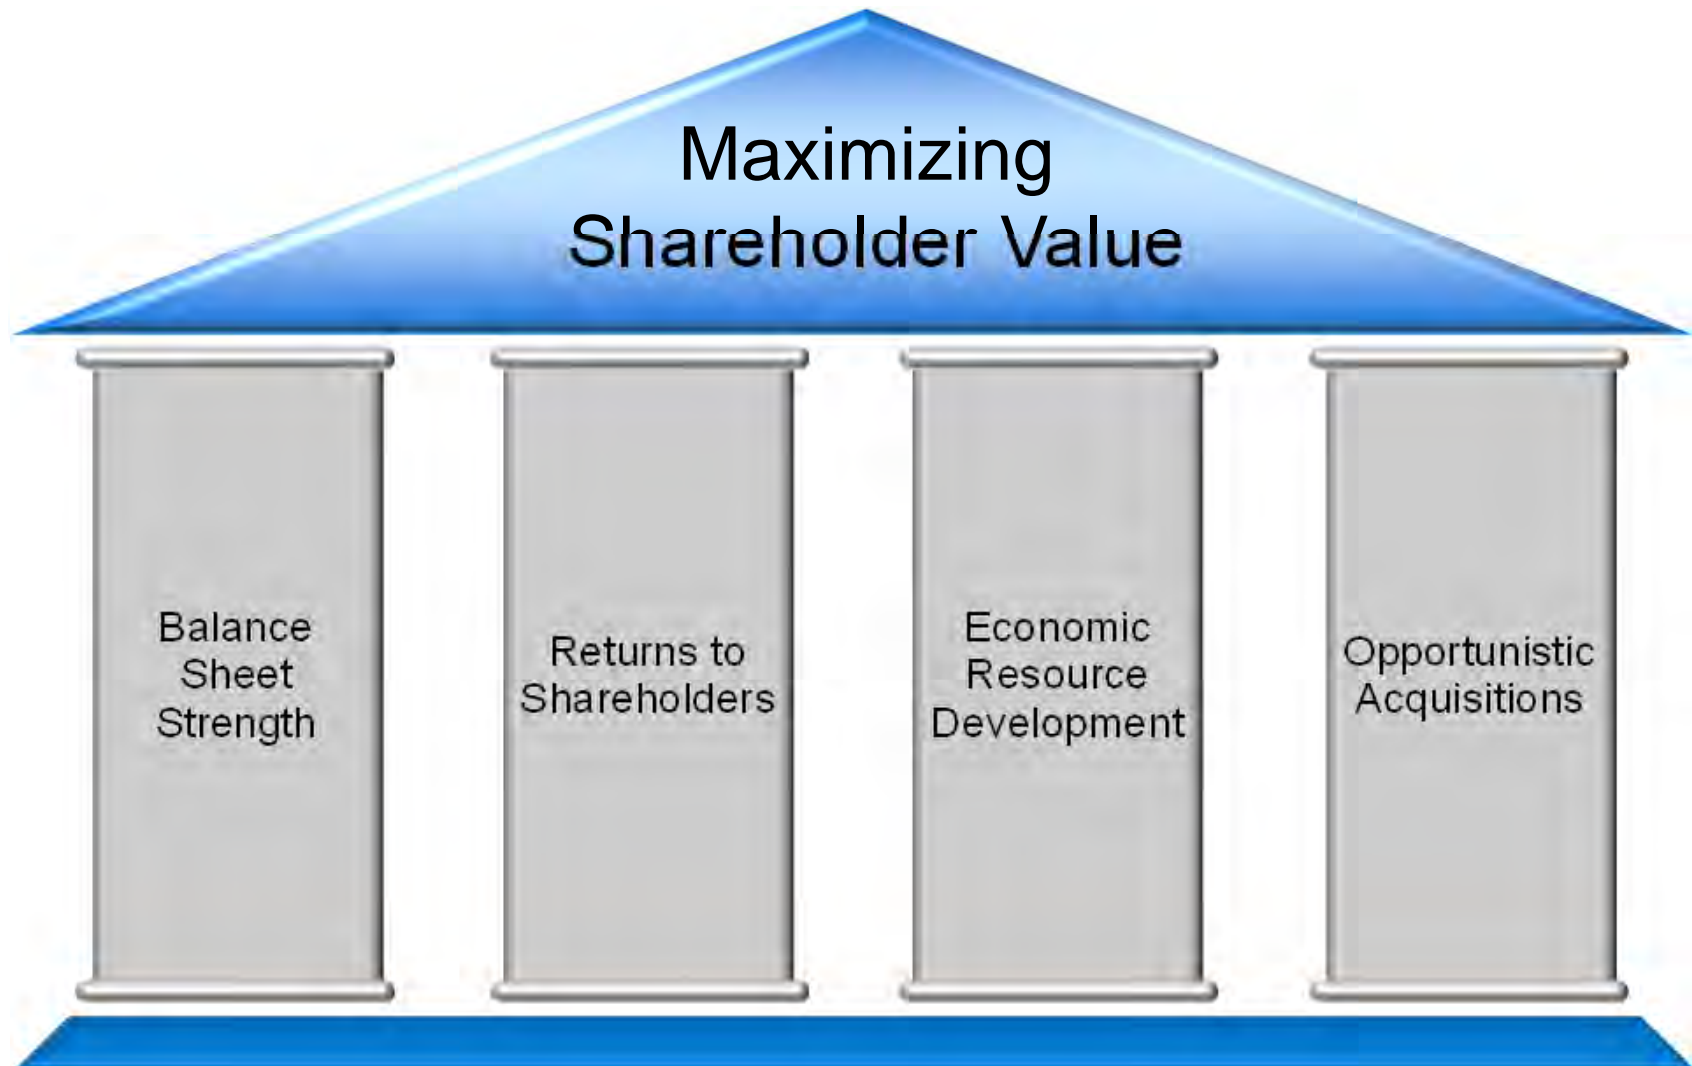 Maximizing
Shareholder Value
Balance
Sheet
Strength
Returns to
Shareholders
Economic
Resource
Development
Opportunistic
Acquisitions